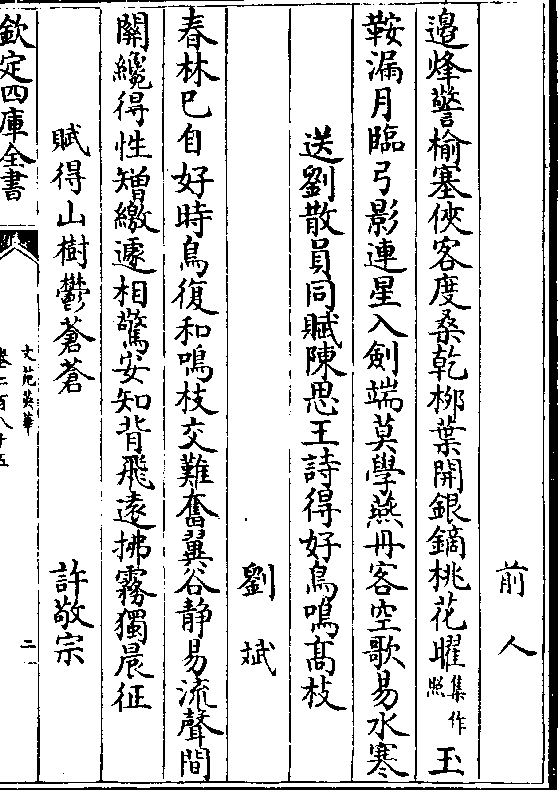 前人
邉烽警榆塞俠客度桑乾栁葉開銀鏑桃花曜集作照玉
鞍漏月臨弓影連星入劍端莫學燕丹客空歌易水寒
送劉散員同賦陳思王詩得好鳥鳴髙枝
劉斌
春林已自好時鳥復和鳴枝交難奮翼谷静易流聲間
關纔得性矰繳遽相驚安知背飛逺拂霧獨晨征
賦得山樹鬱蒼蒼
許敬宗
欽定四庫全書
文苑英華
卷二百八十五
二